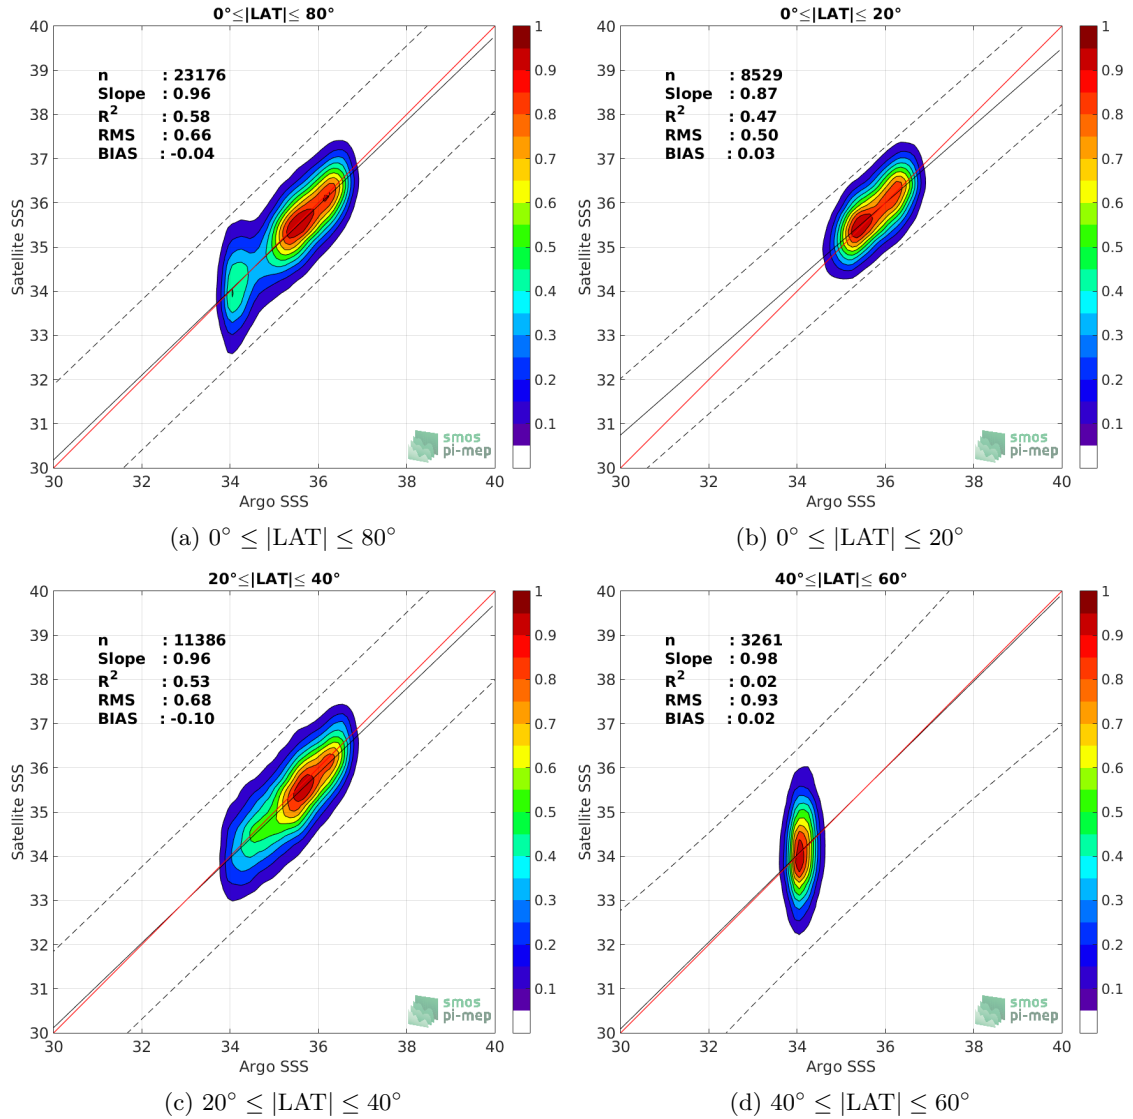 0°≤|LAT|≤ 80°
n : 23176
Slope : 0.96
R² : 0.58
RMS : 0.66
BIAS : -0.04
40
39
38
37
36
35
34
33
32
31
30
Satellite SSS
30 32 34 36 38 40
Argo SSS
1
0.9
0.8
0.7
0.6
0.5
0.4
0.3
0.2
0.1
smos
pi-mep
(a) 0° ≤ |LAT| ≤ 80°
0°≤|LAT|≤ 20°
n : 8529
Slope : 0.87
R² : 0.47
RMS : 0.50
BIAS : 0.03
40
39
38
37
36
35
34
33
32
31
30
Satellite SSS
30 32 34 36 38 40
Argo SSS
1
0.9
0.8
0.7
0.6
0.5
0.4
0.3
0.2
0.1
smos
pi-mep
(b) 0° ≤ |LAT| ≤ 20°
20°≤|LAT|≤ 40°
n : 11386
Slope : 0.96
R² : 0.53
RMS : 0.68
BIAS : -0.10
40
39
38
37
36
35
34
33
32
31
30
Satellite SSS
30 32 34 36 38 40
Argo SSS
1
0.9
0.8
0.7
0.6
0.5
0.4
0.3
0.2
0.1
smos
pi-mep
(c) 20° ≤ |LAT| ≤ 40°
40°≤|LAT|≤ 60°
n : 3261
Slope : 0.98
R² : 0.02
RMS : 0.93
BIAS : 0.02
40
39
38
37
36
35
34
33
32
31
30
Satellite SSS
30 32 34 36 38 40
Argo SSS
1
0.9
0.8
0.7
0.6
0.5
0.4
0.3
0.2
0.1
smos
pi-mep
(d) 40° ≤ |LAT| ≤ 60°